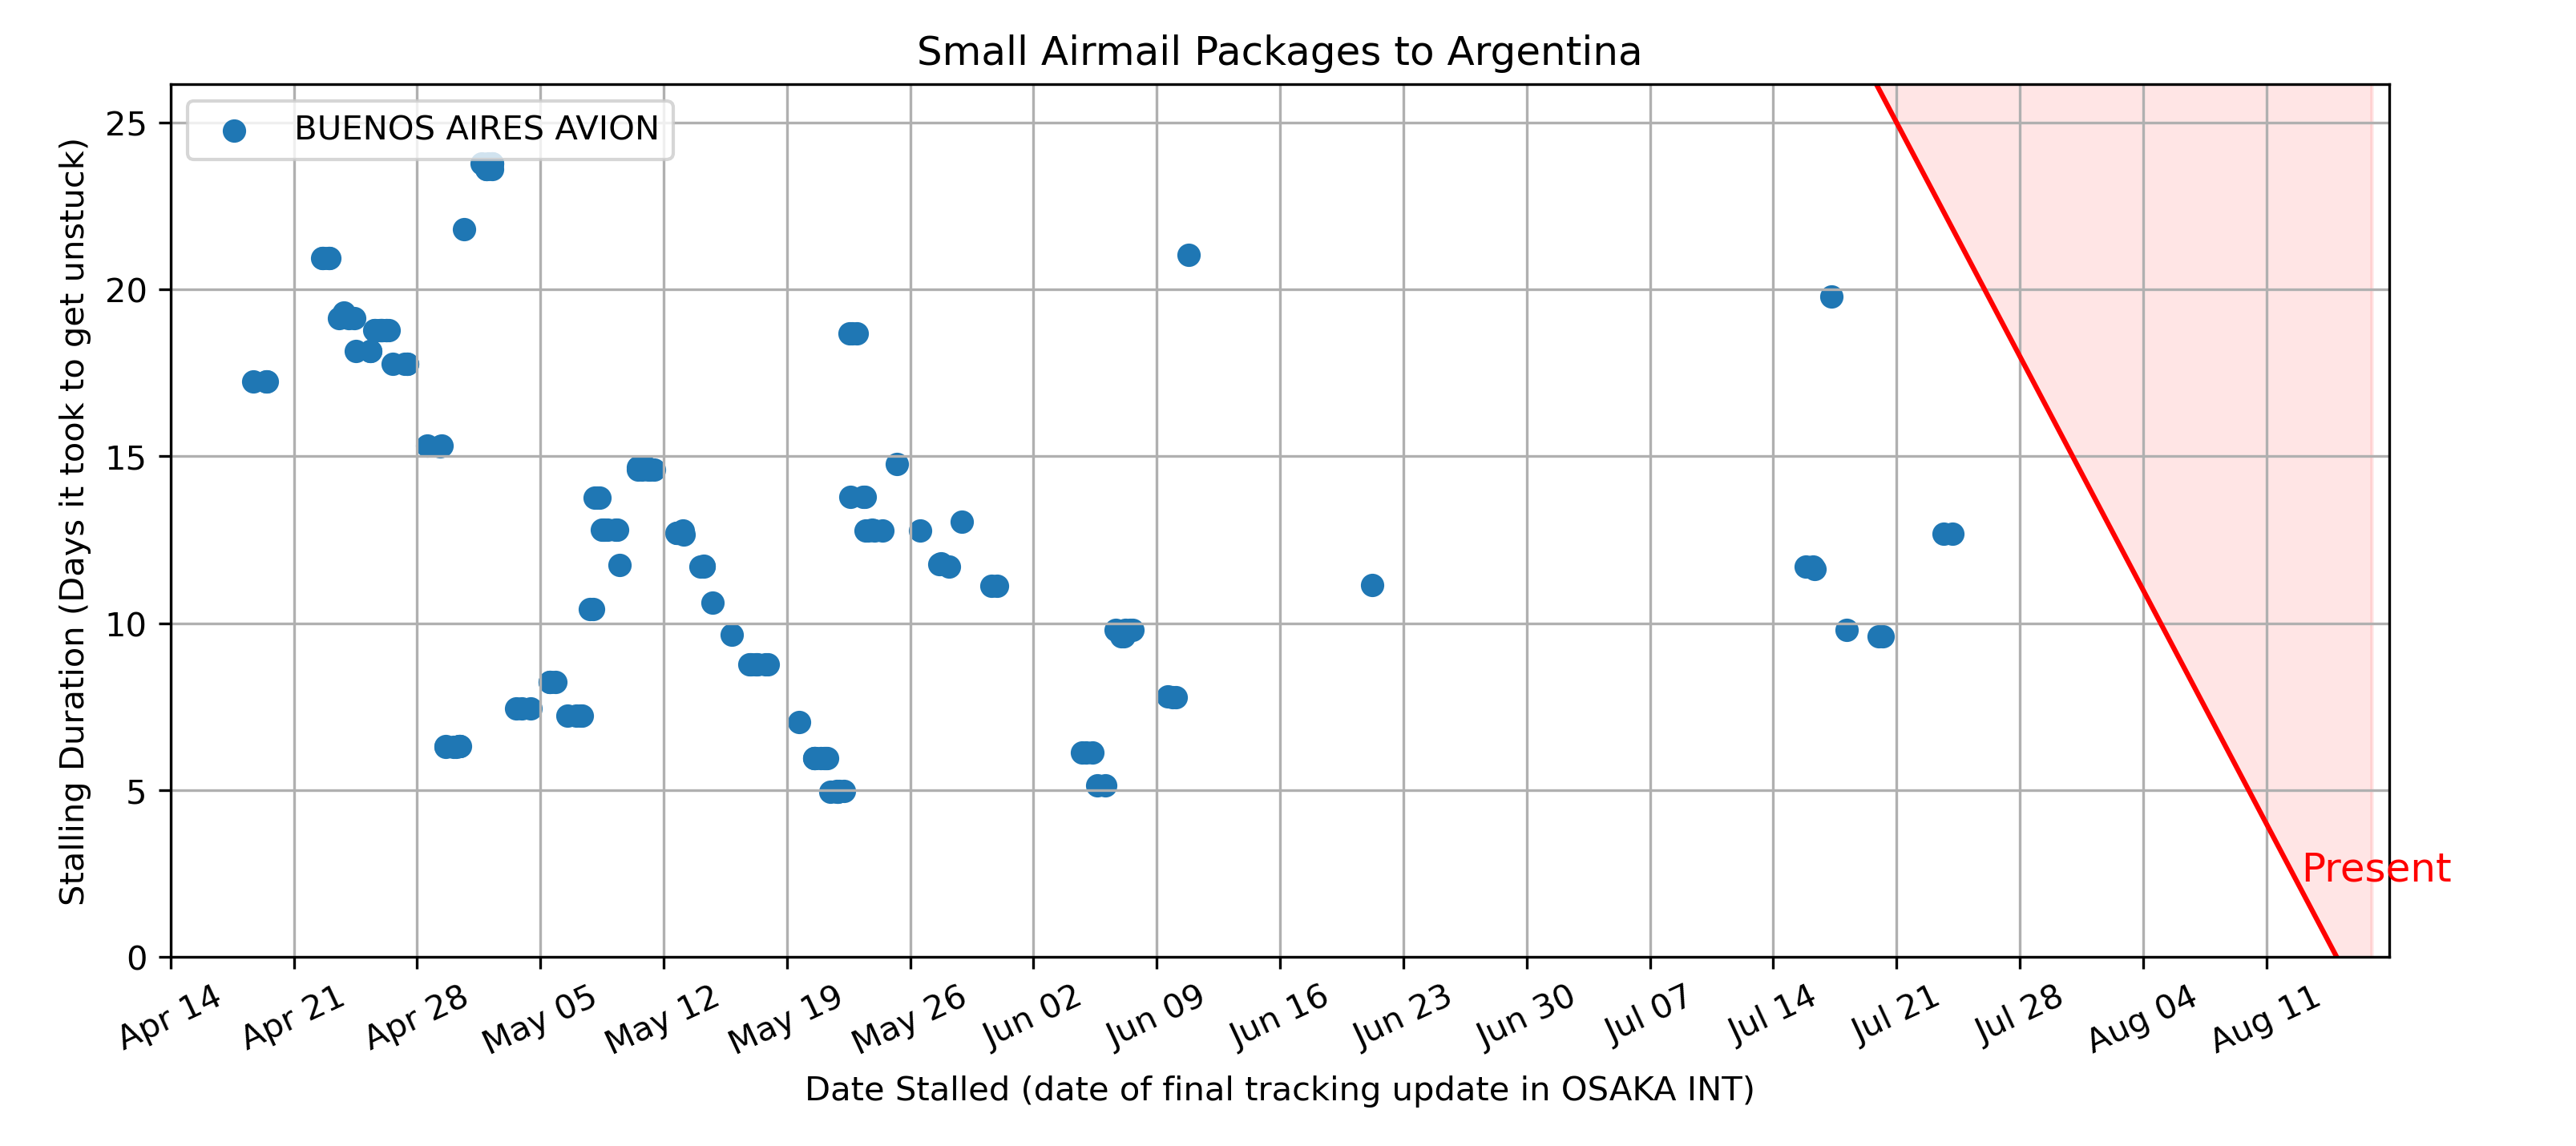 Small Airmail Packages to Argentina
BUENOS AIRES AVION
Stalling Duration (Days it took to get unstuck)
25
20
15
10
5
0
Present
Apr 14
Apr 21
Apr 28
May 05
May 12
May 19
May 26
Jun 02
Jun 09
Jun 16
Jun 23
Jun 30
Jul 07
Jul 14
Jul 21
Jul 28
Aug 04
Aug 11
Date Stalled (date of final tracking update in OSAKA INT)